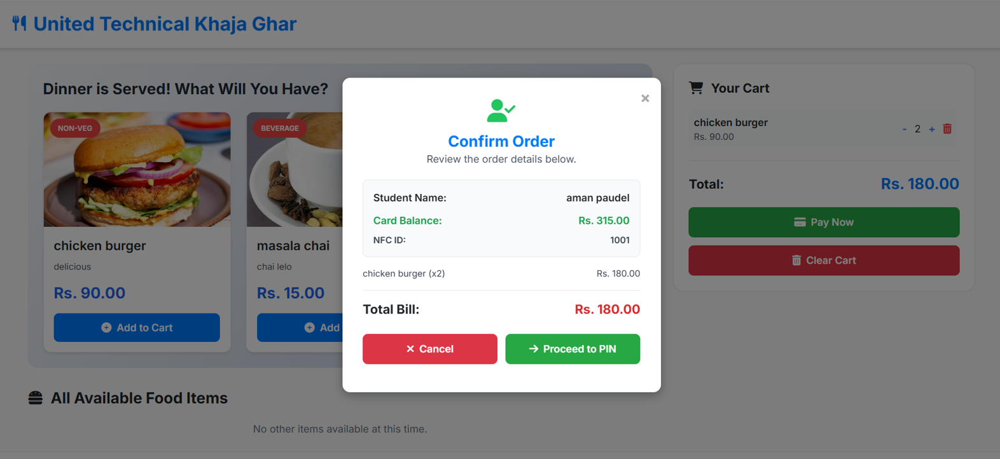 United Technical Khaja Ghar
Dinner is Served! What Will You Have?
NON-VEG
chicken burger
delicious
Rs. 90.00
Add to Cart
BEVERAGE
masala chai
chai lelo
Rs. 15.00
Add
×
Confirm Order
Review the order details below.
Student Name: aman paudel
Card Balance: Rs. 315.00
NFC ID: 1001
chicken burger (x2) Rs. 180.00
Total Bill: Rs. 180.00
Cancel
Proceed to PIN
Your Cart
chicken burger
Rs. 90.00
- 2 +
Total: Rs. 180.00
Pay Now
Clear Cart
All Available Food Items
No other items available at this time.